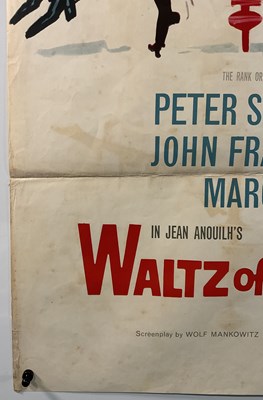 THE RANK OR
PETER S
JOHN FRA
MARG
IN JEAN ANOUILH'S
WALTZ of
Screenplay by WOLF MANKOWITZ